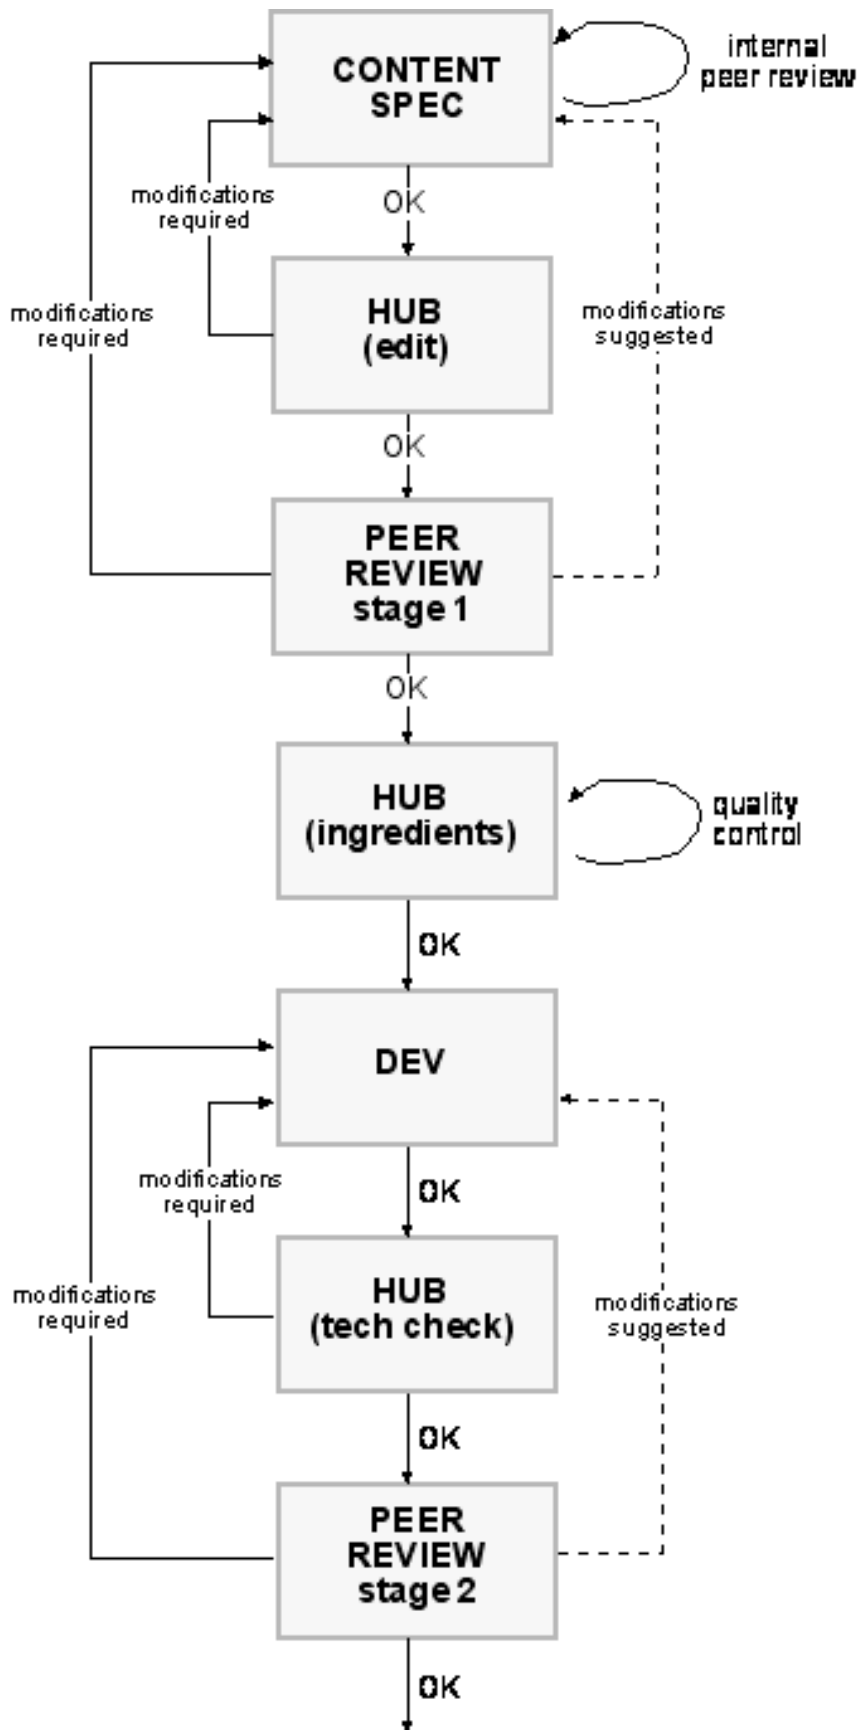 CONTENT
SPEC
internal
peer review
modifications
required
OK
modifications
required
HUB
(edit)
modifications
suggested
OK
PEER
REVIEW
stage 1
OK
HUB
(ingredients)
quality
control
OK
DEV
modifications
required
OK
modifications
required
HUB
(tech check)
modifications
suggested
OK
PEER
REVIEW
stage 2
OK